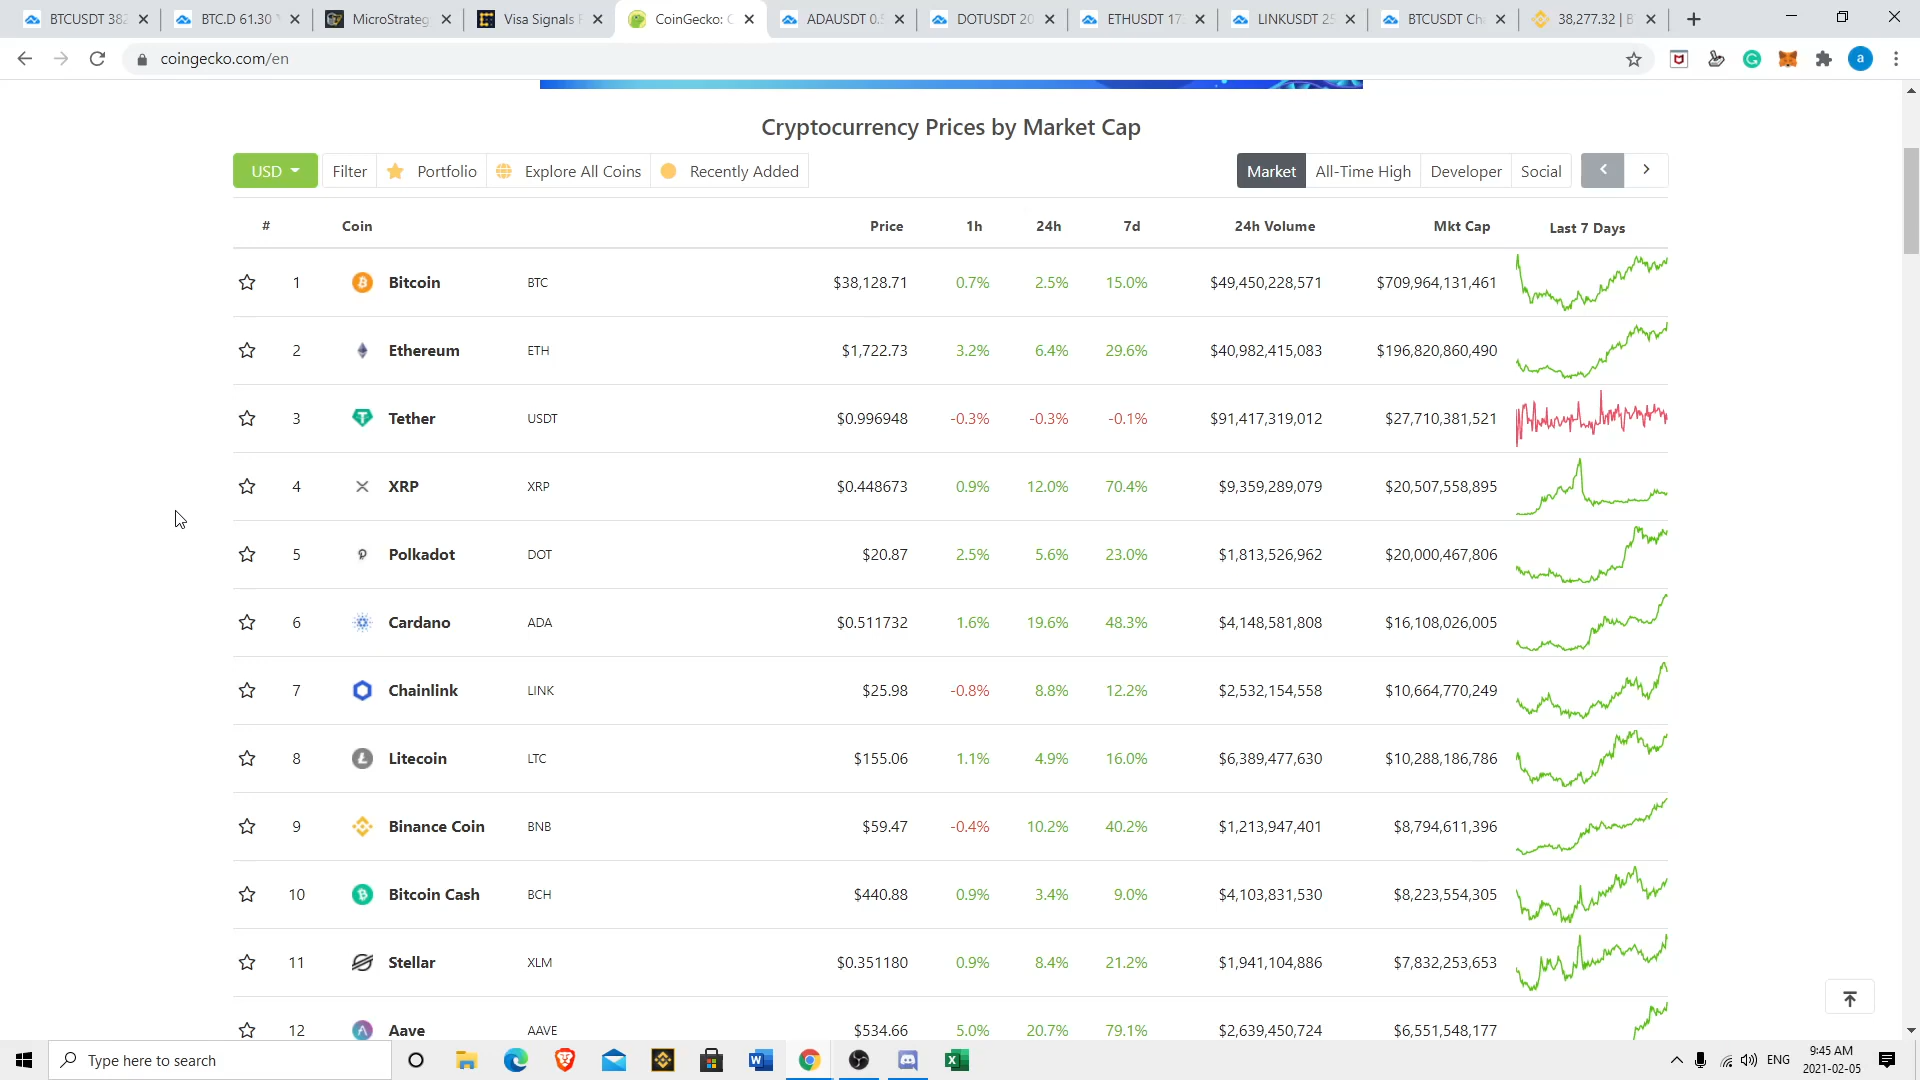 BTCUSDT 382
BTC.D 61.30
MicroStrateg
Visa Signals
CoinGecko: C
ADAUSDT 0.5
DOTUSDT 20
ETHUSDT 17
LINKUSDT 25
BTCUSDT Ch
38,277.32 | B
coingecko.com/en
a
Cryptocurrency Prices by Market Cap
USD Filter Portfolio Explore All Coins Recently Added Market All-Time High Developer Social
# Coin Price 1h 24h 7d 24h Volume Mkt Cap Last 7 Days
1 Bitcoin BTC $38,128.71 0.7% 2.5% 15.0% $49,450,228,571 $709,964,131,461
2 Ethereum ETH $1,722.73 3.2% 6.4% 29.6% $40,982,415,083 $196,820,860,490
3 Tether USDT $0.996948 -0.3% -0.3% -0.1% $91,417,319,012 $27,710,381,521
4 XRP XRP $0.448673 0.9% 12.0% 70.4% $9,359,289,079 $20,507,558,895
5 Polkadot DOT $20.87 2.5% 5.6% 23.0% $1,813,526,962 $20,000,467,806
6 Cardano ADA $0.511732 1.6% 19.6% 48.3% $4,148,581,808 $16,108,026,005
7 Chainlink LINK $25.98 -0.8% 8.8% 12.2% $2,532,154,558 $10,664,770,249
8 Litecoin LTC $155.06 1.1% 4.9% 16.0% $6,389,477,630 $10,288,186,786
9 Binance Coin BNB $59.47 -0.4% 10.2% 40.2% $1,213,947,401 $8,794,611,396
10 Bitcoin Cash BCH $440.88 0.9% 3.4% 9.0% $4,103,831,530 $8,223,554,305
11 Stellar XLM $0.351180 0.9% 8.4% 21.2% $1,941,104,886 $7,832,253,653
12 Aave AAVE $534.66 5.0% 20.7% 79.1% $2,639,450,724 $6,551,548,177
Type here to search
ENG
9:45 AM
2021-02-05